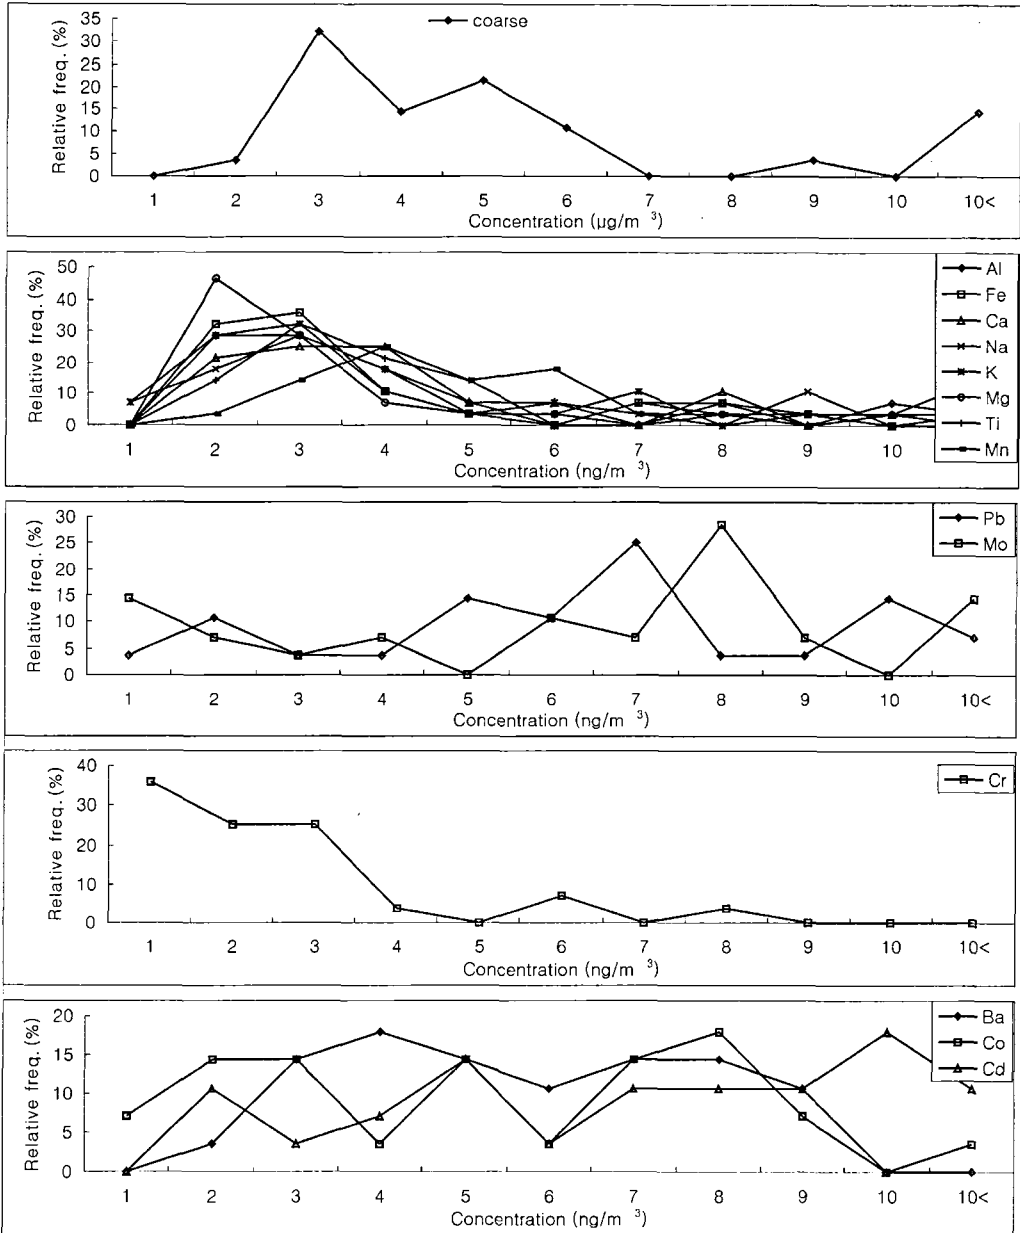 coarse
Relative freq. (%)
35
30
25
20
15
10
5
0
1 2 3 4 5 6 7 8 9 10 10<
Concentration (μg/m ³)
Al
Fe
Ca
Na
K
Mg
Ti
Mn
Relative freq. (%)
50
40
30
20
10
0
1 2 3 4 5 6 7 8 9 10
Concentration (ng/m ³)
Pb
Mo
Relative freq. (%)
30
25
20
15
10
5
0
1 2 3 4 5 6 7 8 9 10 10<
Concentration (ng/m ³)
Cr
Relative freq. (%)
40
30
20
10
0
1 2 3 4 5 6 7 8 9 10 10<
Concentration (ng/m ³)
Ba
Co
Cd
Relative freq. (%)
20
15
10
5
0
1 2 3 4 5 6 7 8 9 10 10<
Concentration (ng/m ³)